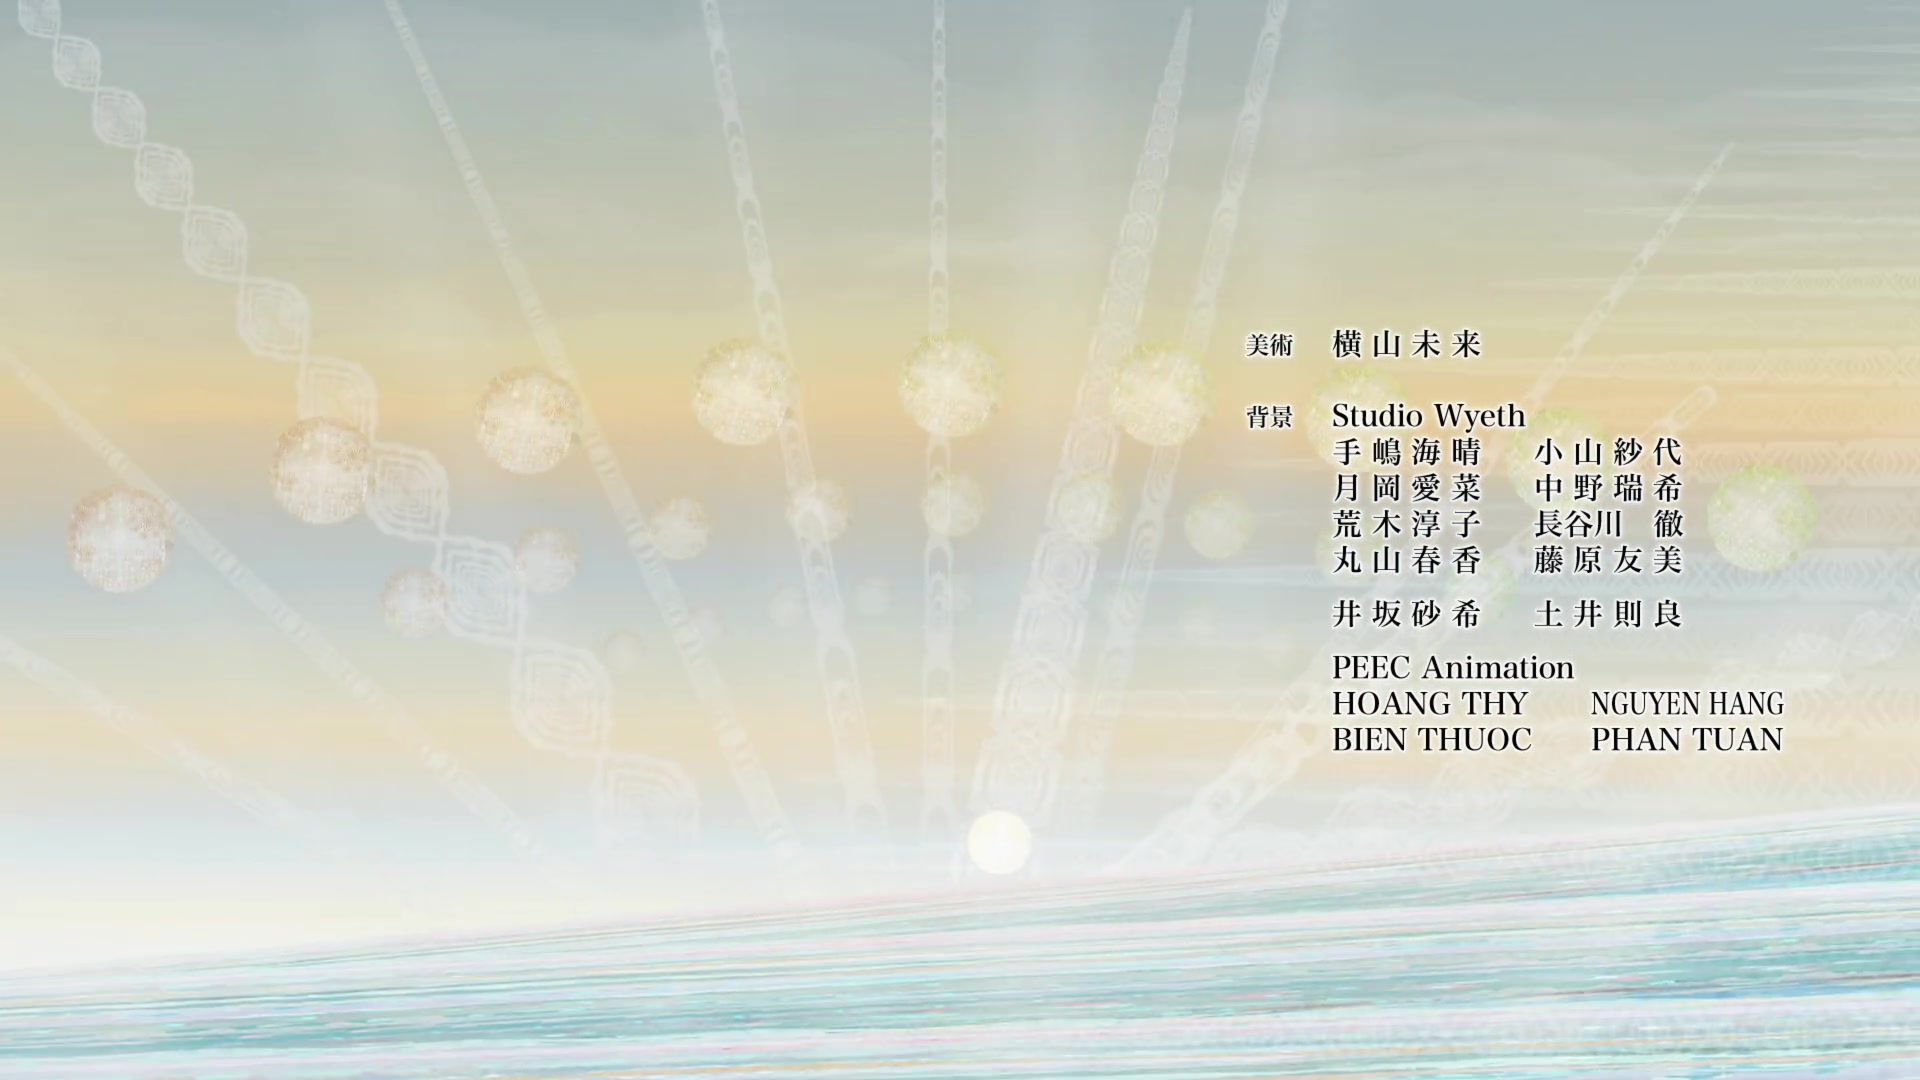 美術 横山未来
背景 Studio Wyeth
手嶋海晴 小山紗代
月岡愛菜 中野瑞希
荒木淳子 長谷川 徹
丸山春香 藤原友美
井坂砂希 土井則良
PEEC Animation
HOANG THY NGUYEN HANG
BIEN THUOC PHAN TUAN